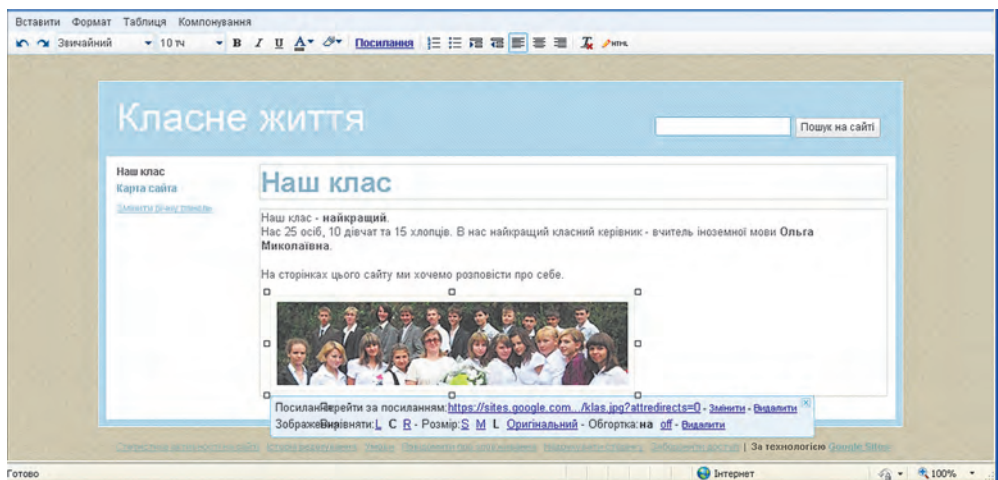 Вставити Формат Таблиця Компонування
Звичайний 10 тч B I U A Посилання HTML
Класне життя
Пошук на сайті
Наш клас
Карта сайта
Змінити бічну панель
Наш клас
Наш клас - найкращий.
Нас 25 осіб, 10 дівчат та 15 хлопців. В нас найкращий класний керівник - вчитель іноземної мови Ольга
Миколаївна.
На сторінках цього сайту ми хочемо розповісти про себе.
Перейти за посиланням: https://sites.google.com.../klas.jpg?attredirects=0 - Змінити - Видалити
Вирівняти: L C R - Розмір: S M L Оригінальний - Обгортка: на off - Видалити
За технологією Google Sites
Готово Інтернет 100%